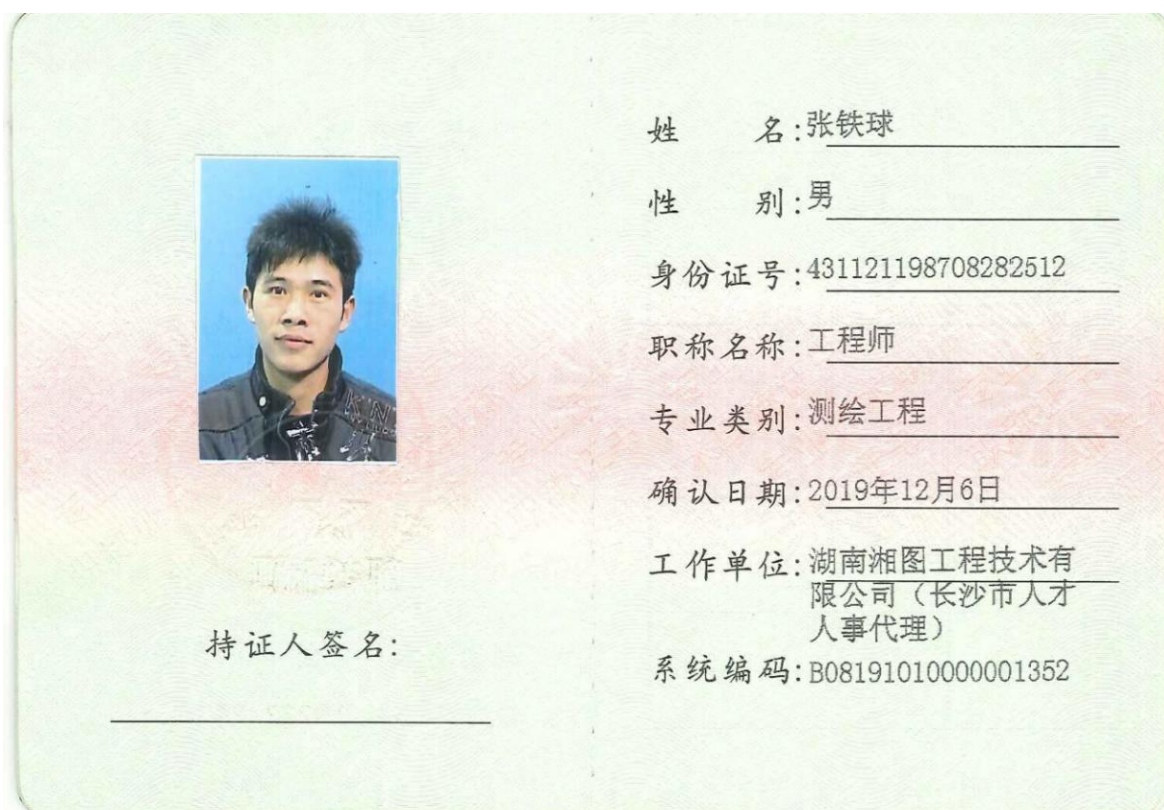 姓名:张铁球
性别:男
身份证号:431121198708282512
职称名称:工程师
专业类别:测绘工程
确认日期:2019年12月6日
工作单位:湖南湘图工程技术有
限公司（长沙市人才
人事代理）
系统编码:B08191010000001352
持证人签名: